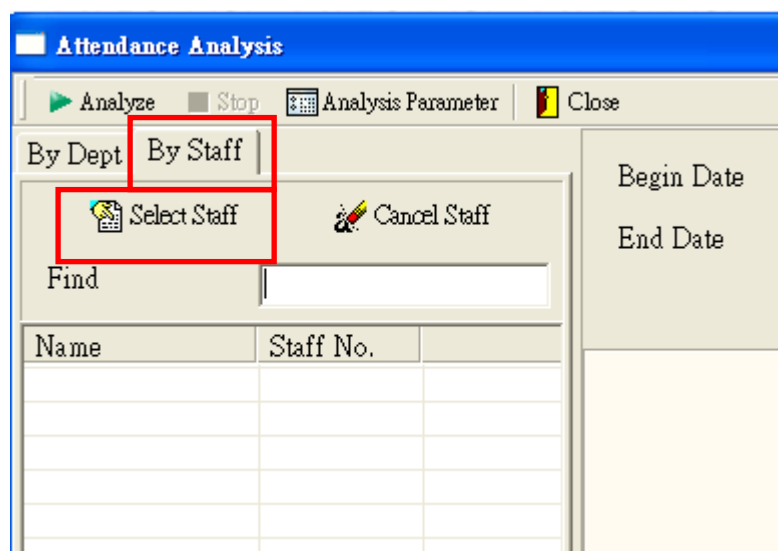 Attendance Analysis
Analyze Stop Analysis Parameter Close
By Dept By Staff
Select Staff Cancel Staff
Find
Name Staff No.
Begin Date
End Date